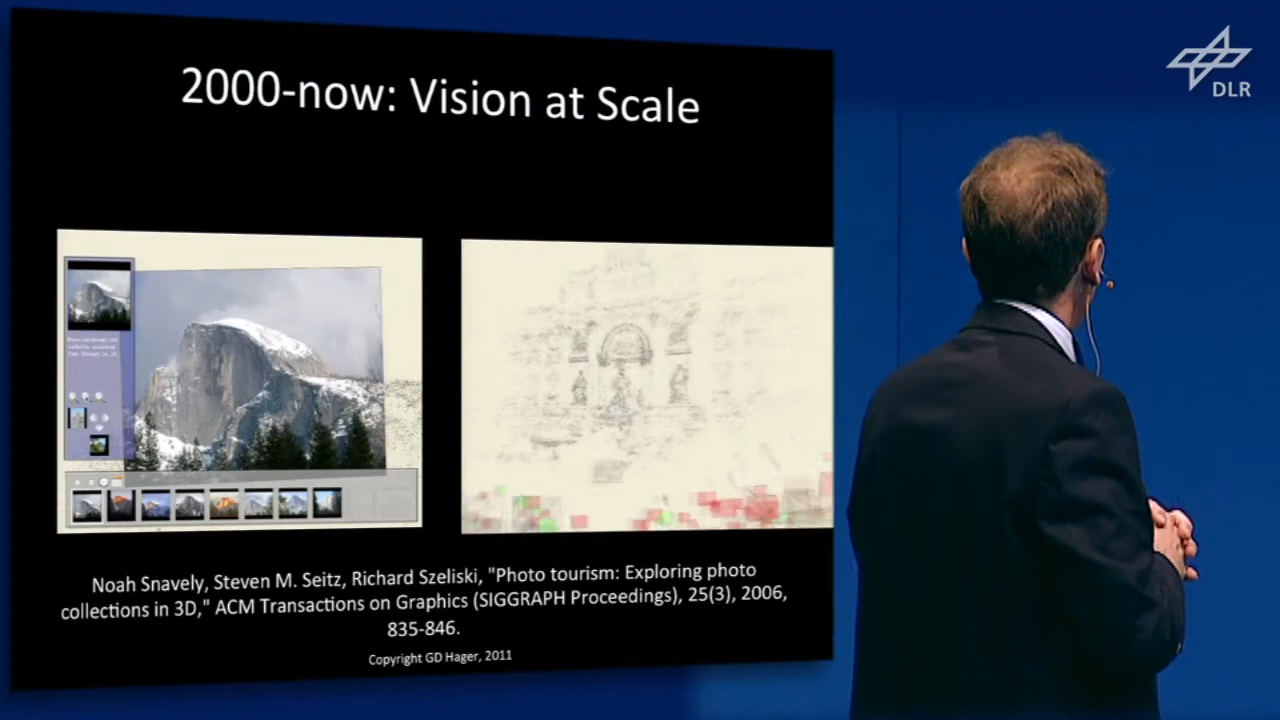 2000-now: Vision at Scale
DLR
Noah Snavely, Steven M. Seitz, Richard Szeliski, "Photo tourism: Exploring photo
collections in 3D," ACM Transactions on Graphics (SIGGRAPH Proceedings), 25(3), 2006,
835-846.
Copyright GD Hager, 2011